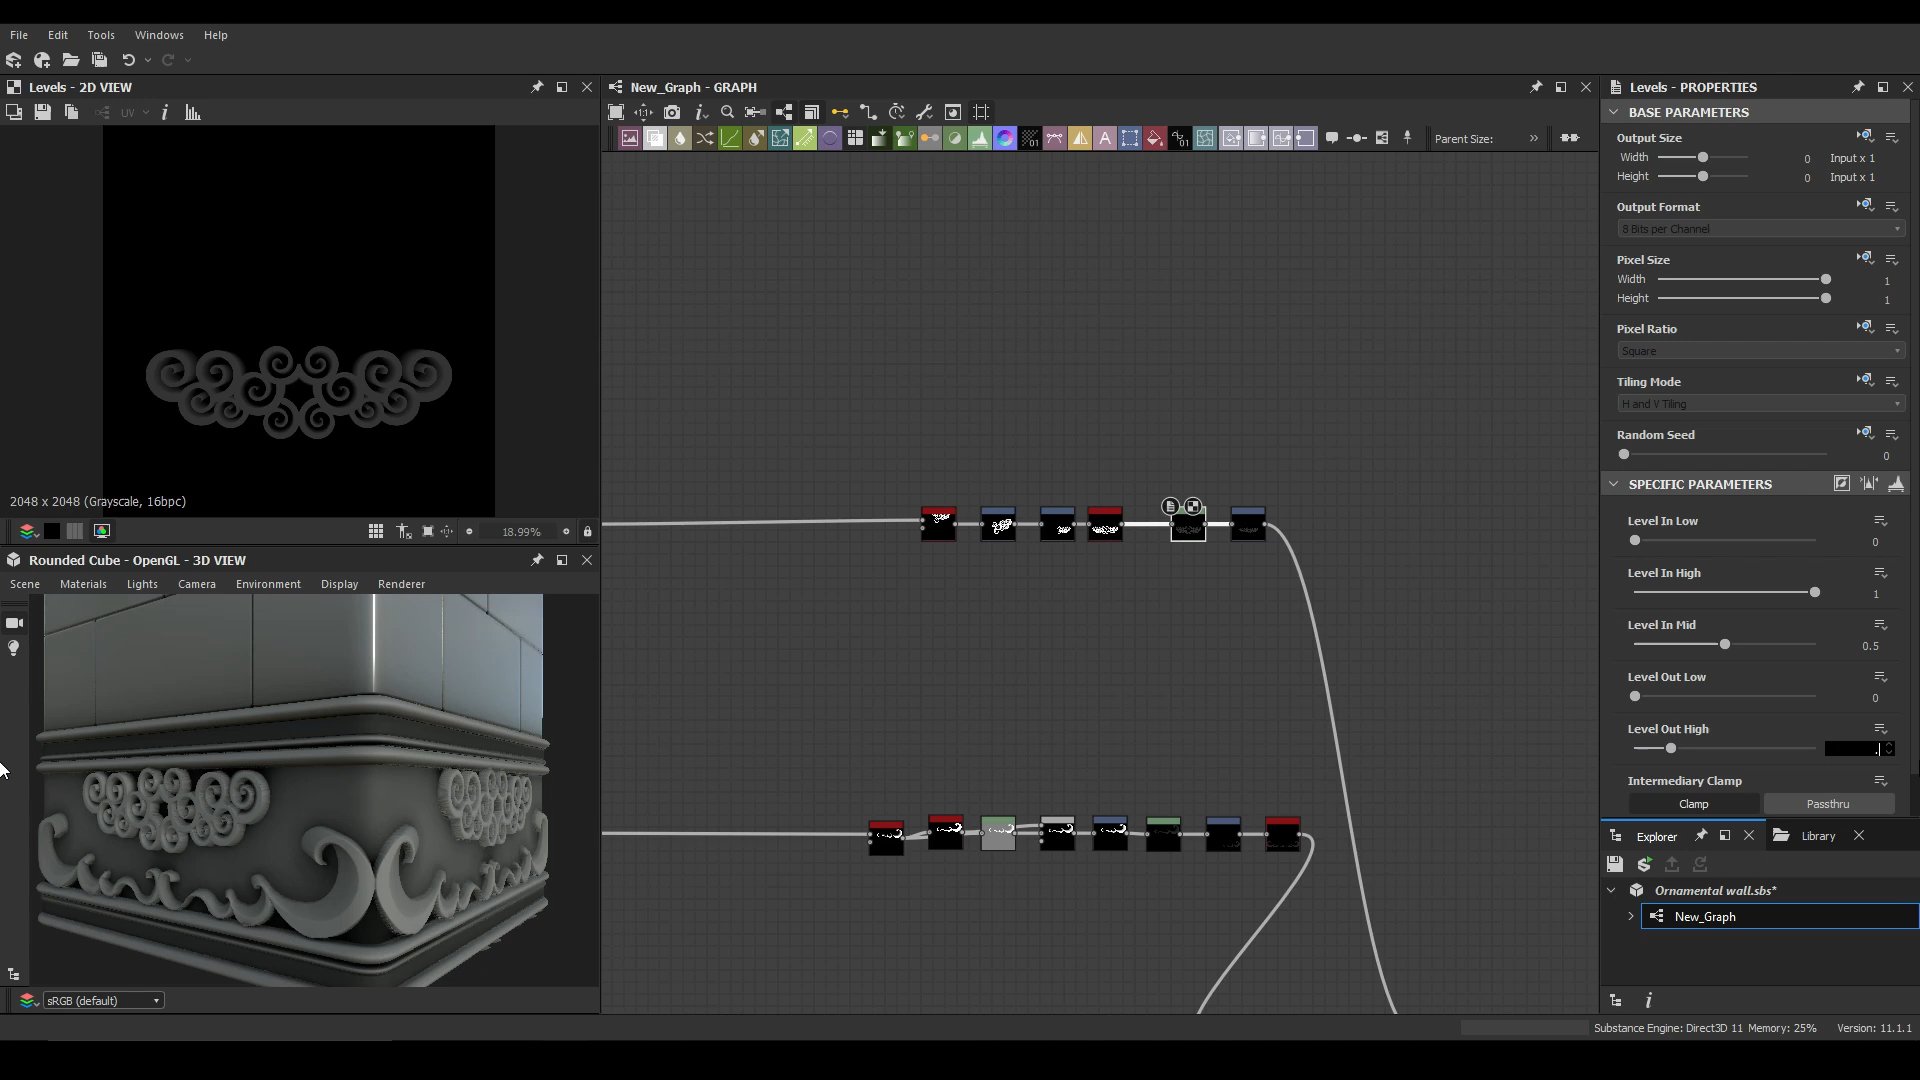 File Edit Tools Windows Help
Levels - 2D VIEW
UV
2048 x 2048 (Grayscale, 16bpc)
18.99%
Rounded Cube - OpenGL - 3D VIEW
Scene Materials Lights Camera Environment Display Renderer
sRGB (default)
New_Graph - GRAPH
Parent Size:
Levels - PROPERTIES
BASE PARAMETERS
Output Size
Width 0 Input x 1
Height 0 Input x 1
Output Format
8 Bits per Channel
Pixel Size
Width 1
Height 1
Pixel Ratio
Square
Tiling Mode
H and V Tiling
Random Seed
0
SPECIFIC PARAMETERS
Level In Low
0
Level In High
1
Level In Mid
0.5
Level Out Low
0
Level Out High
.
Intermediary Clamp
Clamp Passthru
Explorer Library
Ornamental wall.sbs*
New_Graph
Substance Engine: Direct3D 11 Memory: 25% Version: 11.1.1